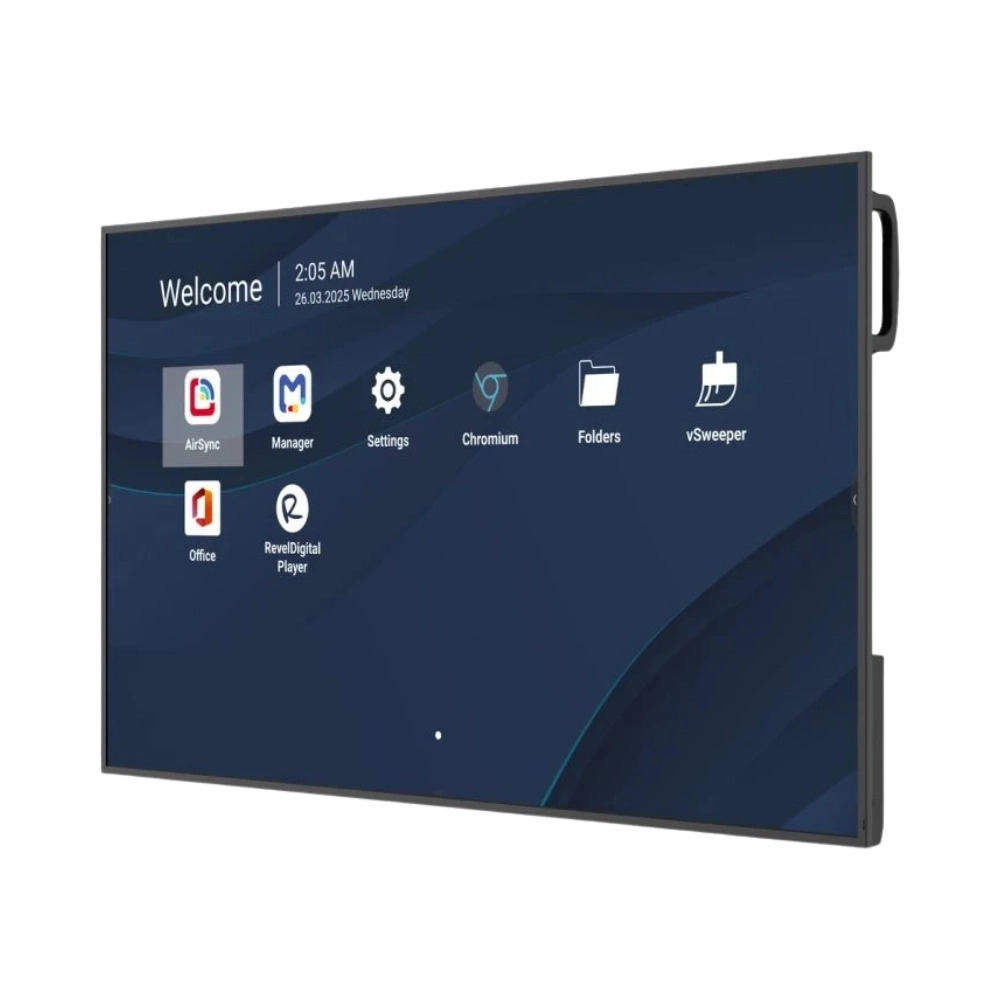 Welcome
2:05 AM
26.03.2025 Wednesday
AirSync
Manager
Settings
Chromium
Folders
vSweeper
Office
RevelDigital
Player